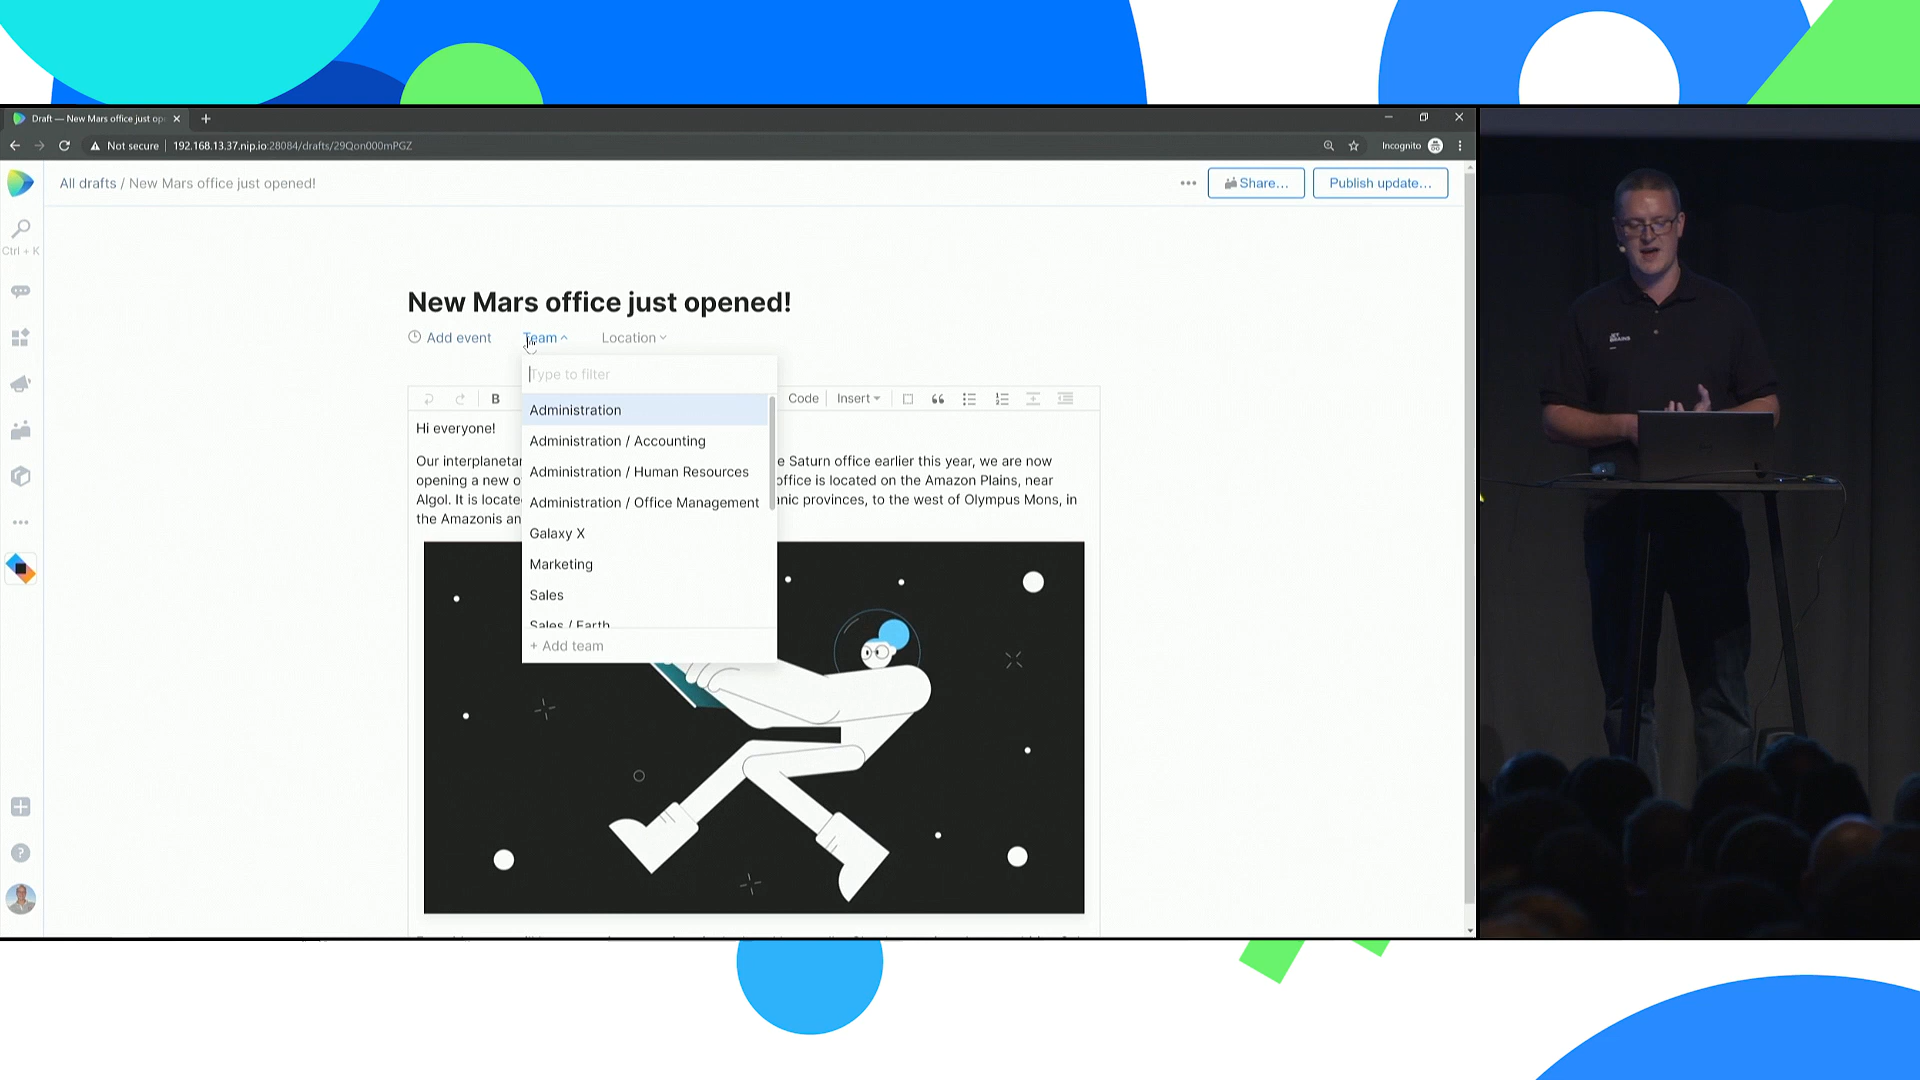 Draft — New Mars office just op
Not secure
192.168.13.37.nip.io:28084/drafts/29Qon000mPGZ
Incognito
All drafts / New Mars office just opened!
Share…
Publish update…
Ctrl + K
New Mars office just opened!
Add event
Team
Location
Type to filter
B
Code
Insert
Administration
Administration / Accounting
Administration / Human Resources
Administration / Office Management
Galaxy X
Marketing
Sales
Sales / Earth
+ Add team
Hi everyone!
Our interplanetar
e Saturn office earlier this year, we are now
opening a new o
office is located on the Amazon Plains, near
Algol. It is locate
nic provinces, to the west of Olympus Mons, in
the Amazonis an
JET
BRAINS